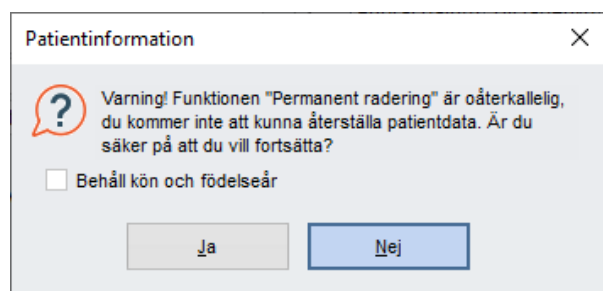 Patientinformation
Varning! Funktionen "Permanent radering" är oåterkallelig,
du kommer inte att kunna återställa patientdata. Är du
säker på att du vill fortsätta?
Behåll kön och födelseår
Ja
Nej